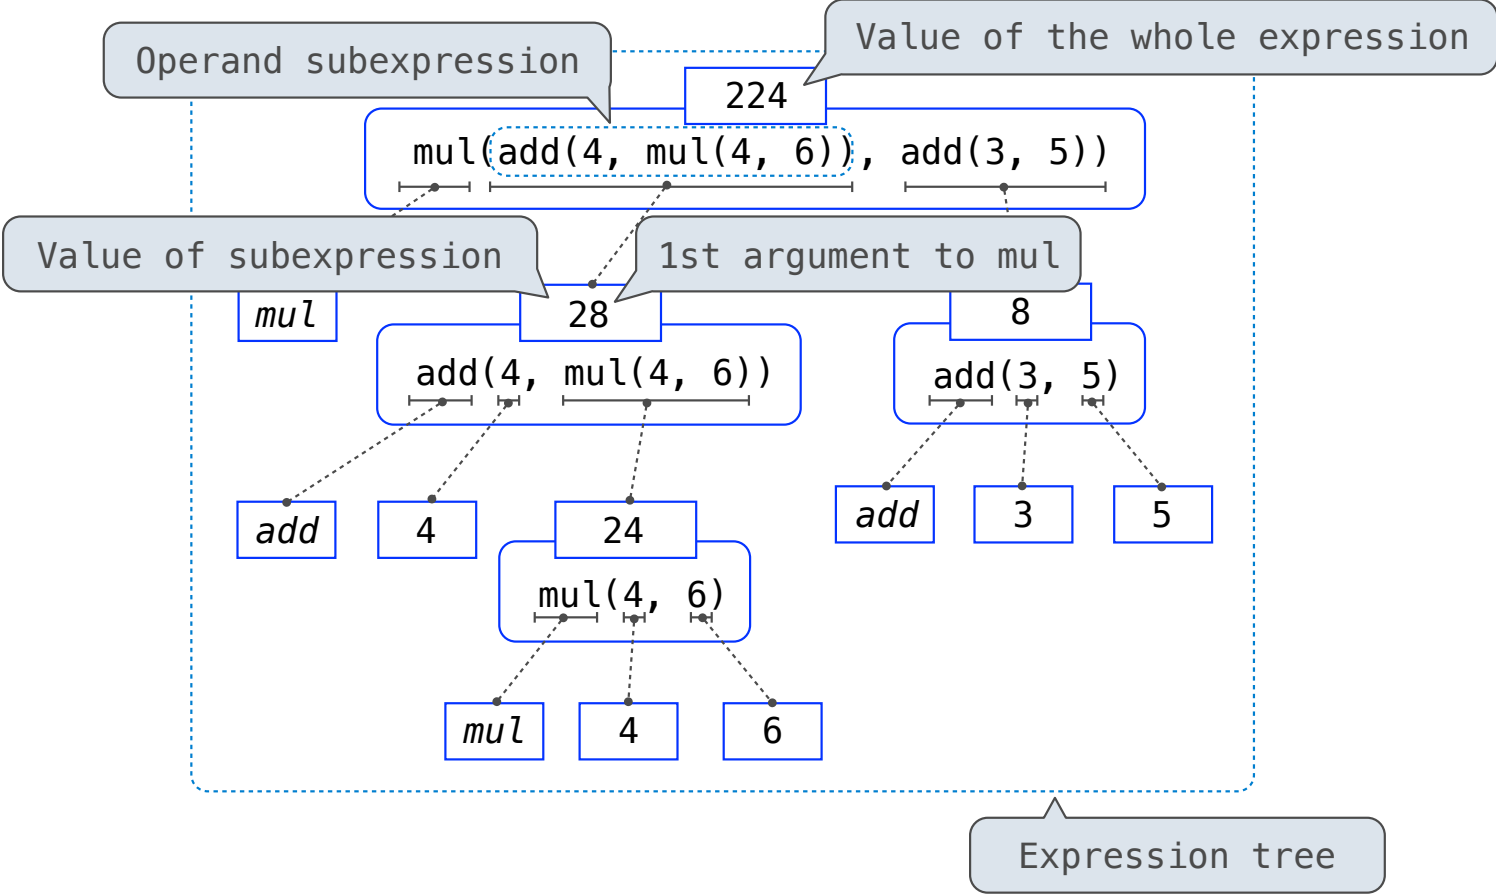 Value of the whole expression
Operand subexpression
224
mul(add(4, mul(4, 6)), add(3, 5))
Value of subexpression
1st argument to mul
mul
28
8
add(4, mul(4, 6))
add(3, 5)
add
4
24
add
3
5
mul(4, 6)
mul
4
6
Expression tree